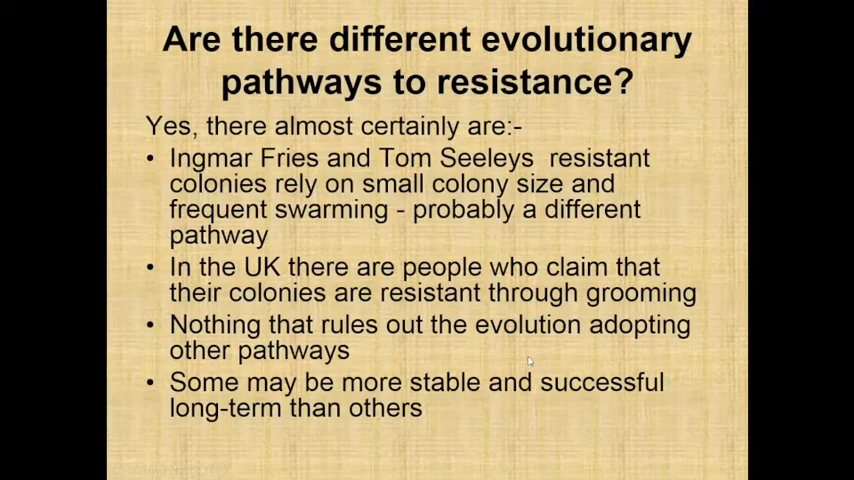 Are there different evolutionary
pathways to resistance?
Yes, there almost certainly are:-
• Ingmar Fries and Tom Seeleys resistant
colonies rely on small colony size and
frequent swarming - probably a different
pathway
• In the UK there are people who claim that
their colonies are resistant through grooming
• Nothing that rules out the evolution adopting
other pathways
• Some may be more stable and successful
long-term than others